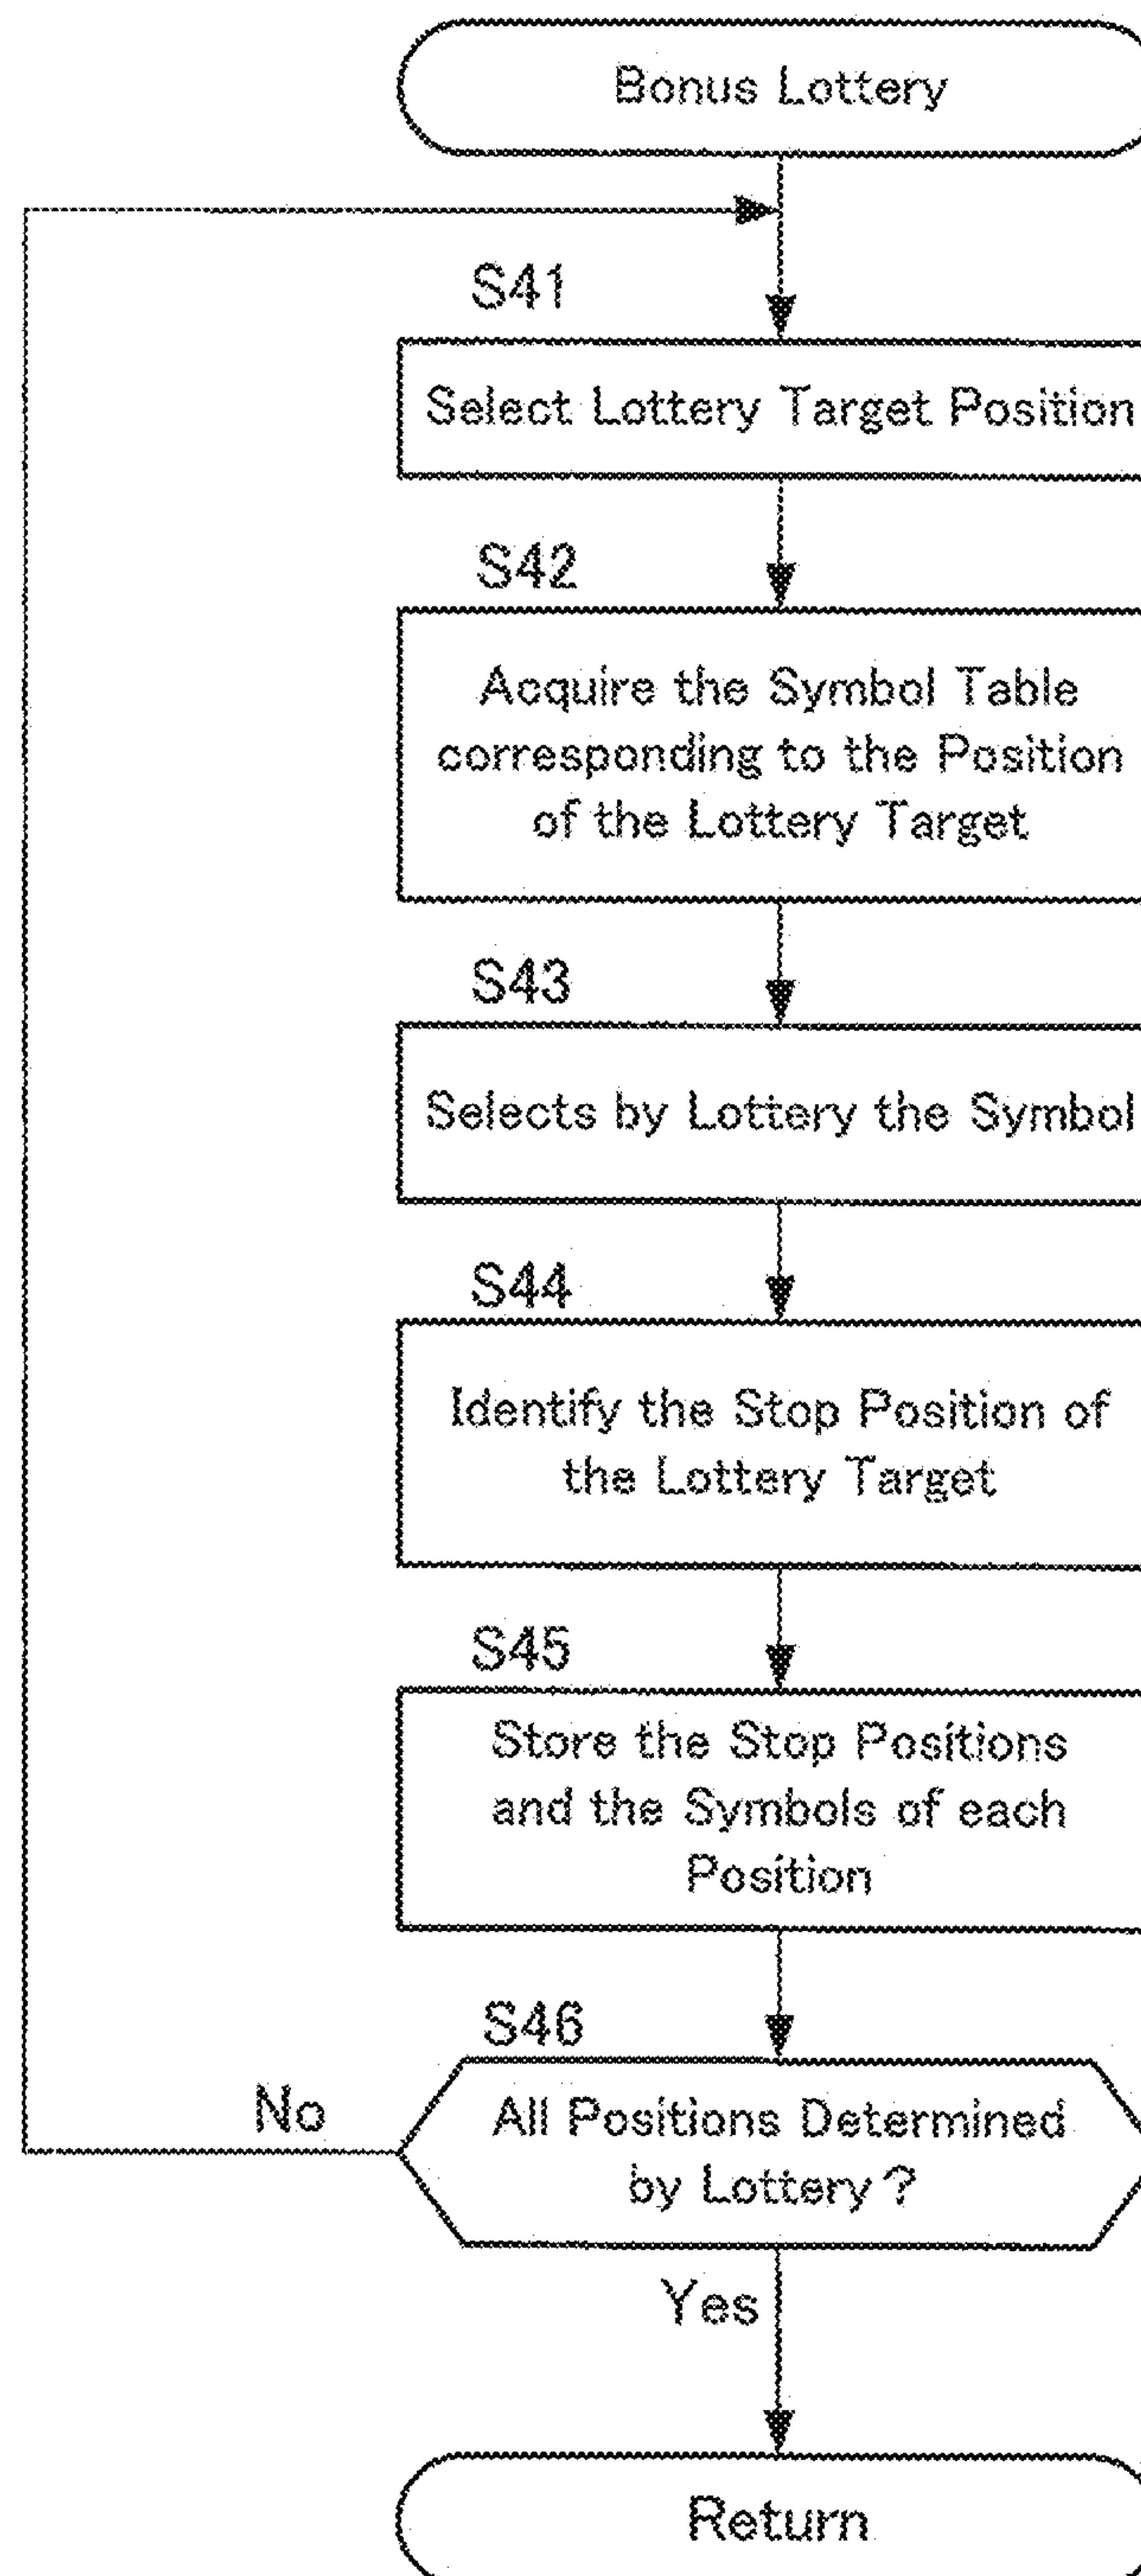 Bonus Lottery
S41
Select Lottery Target Position
S42
Acquire the Symbol Table
corresponding to the Position
of the Lottery Target
S43
Selects by Lottery the Symbol
S44
Identify the Stop Position of
the Lottery Target
S45
Store the Stop Positions
and the Symbols of each
Position
S46
No
All Positions Determined
by Lottery?
Yes
Return